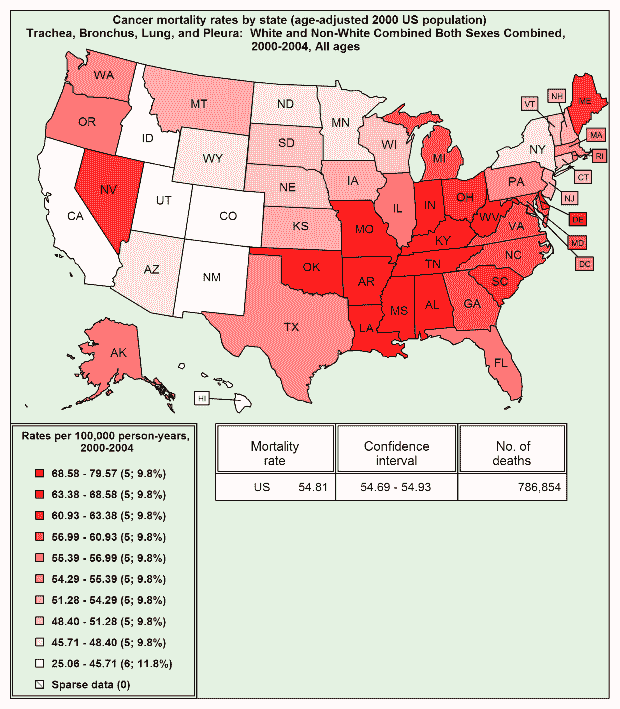 Cancer mortality rates by state (age-adjusted 2000 US population)
Trachea, Bronchus, Lung, and Pleura: White and Non-White Combined Both Sexes Combined,
2000-2004, All ages
WA
MT
ND
MN
OR
ID
WY
SD
WI
MI
VT
NH
ME
NY
MA
RI
CT
NJ
PA
NV
UT
CO
NE
IA
IL
IN
OH
WV
VA
DE
MD
DC
CA
KS
MO
KY
NC
AZ
NM
OK
AR
TN
SC
TX
LA
MS
AL
GA
FL
AK
HI
Rates per 100,000 person-years,
2000-2004
68.58 - 79.57 (5; 9.8%)
63.38 - 68.58 (5; 9.8%)
60.93 - 63.38 (5; 9.8%)
56.99 - 60.93 (5; 9.8%)
55.39 - 56.99 (5; 9.8%)
54.29 - 55.39 (5; 9.8%)
51.28 - 54.29 (5; 9.8%)
48.40 - 51.28 (5; 9.8%)
45.71 - 48.40 (5; 9.8%)
25.06 - 45.71 (6; 11.8%)
Sparse data (0)
Mortality rate Confidence interval No. of deaths
US 54.81 54.69 - 54.93 786,854